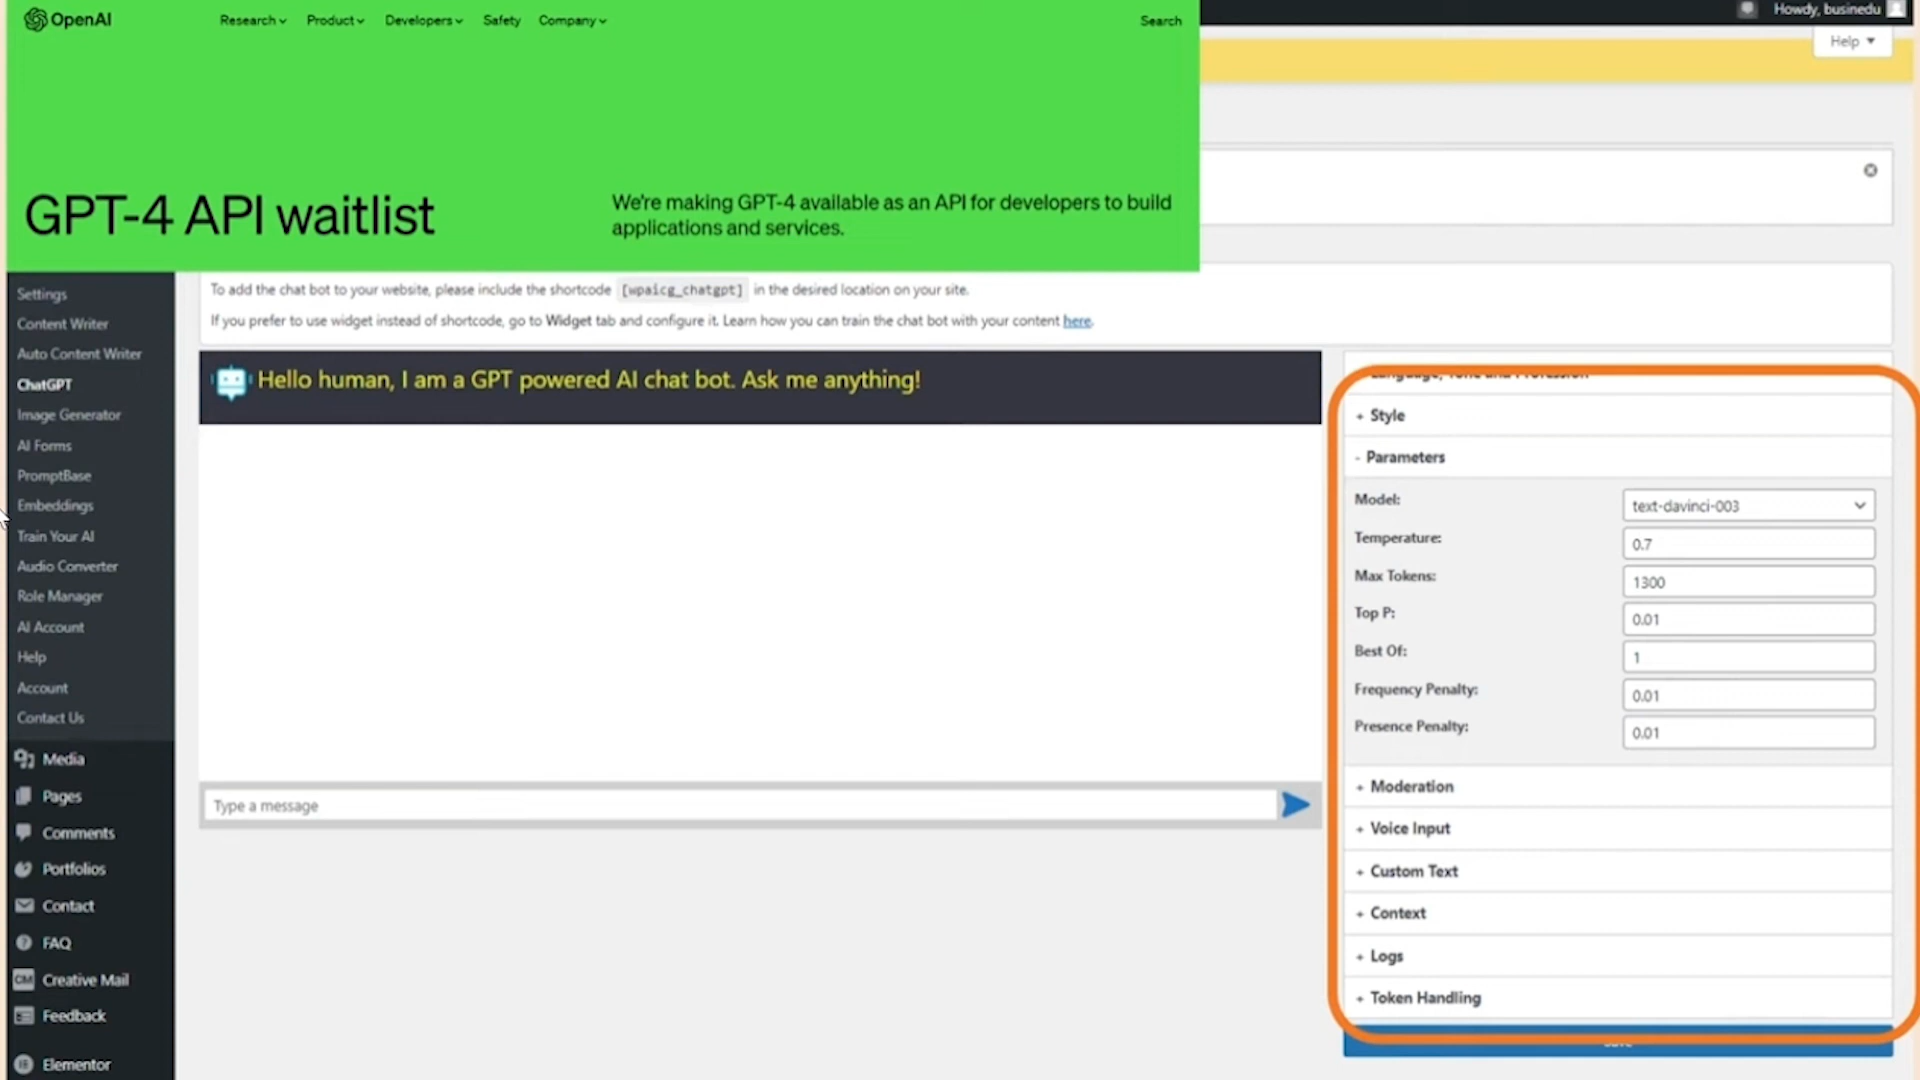 OpenAI
Research
Product
Developers
Safety
Company
Search
Howdy, businedu
Help
GPT-4 API waitlist
We're making GPT-4 available as an API for developers to build
applications and services.
Settings
Content Writer
Auto Content Writer
ChatGPT
Image Generator
AI Forms
PromptBase
Embeddings
Train Your AI
Audio Converter
Role Manager
AI Account
Help
Account
Contact Us
Media
Pages
Comments
Portfolios
Contact
FAQ
CM Creative Mail
Feedback
Elementor
To add the chat bot to your website, please include the shortcode [wpaicg_chatgpt] in the desired location on your site.
If you prefer to use widget instead of shortcode, go to Widget tab and configure it. Learn how you can train the chat bot with your content here.
Hello human, I am a GPT powered AI chat bot. Ask me anything!
Type a message
Language, Tone and Profession
+ Style
- Parameters
Model: text-davinci-003
Temperature: 0.7
Max Tokens: 1300
Top P: 0.01
Best Of: 1
Frequency Penalty: 0.01
Presence Penalty: 0.01
+ Moderation
+ Voice Input
+ Custom Text
+ Context
+ Logs
+ Token Handling
Save